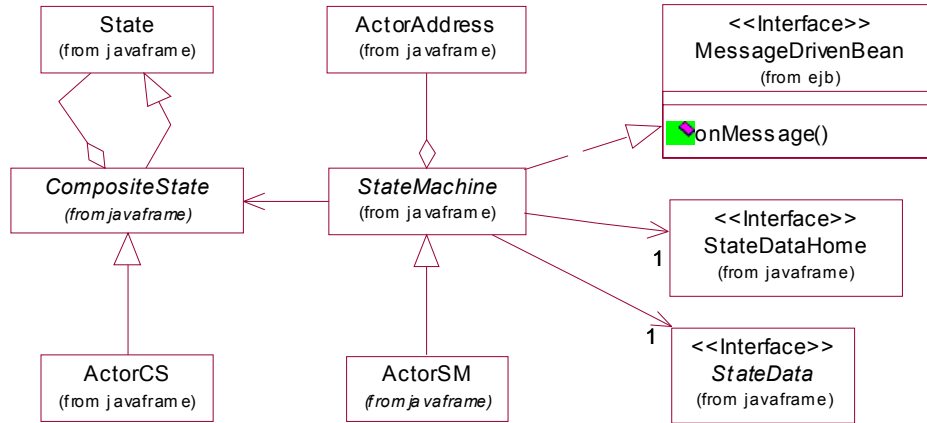 State
(from javaframe)
ActorAddress
(from javaframe)
<<Interface>>
MessageDrivenBean
(from ejb)
onMessage()
CompositeState
(from javaframe)
StateMachine
(from javaframe)
<<Interface>>
StateDataHome
(from javaframe)
1
1
<<Interface>>
StateData
(from javaframe)
ActorCS
(from javaframe)
ActorSM
(from javaframe)